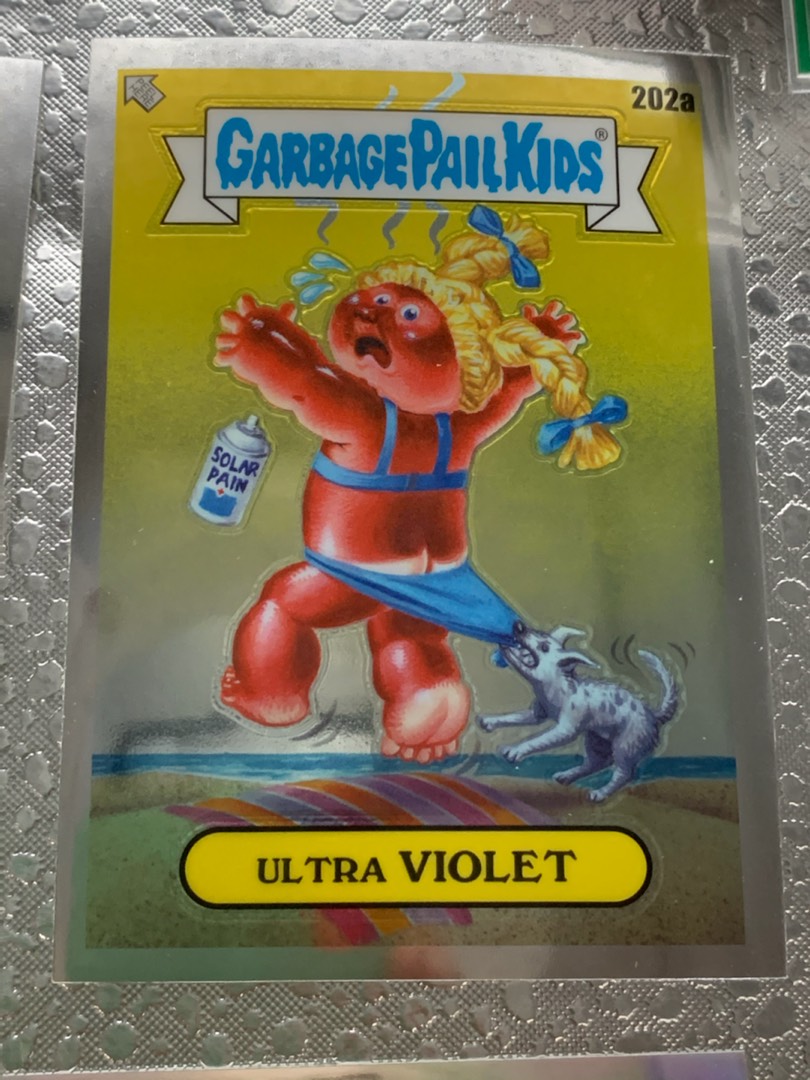 202a
GARBAGE PAIL KIDS®
SOLAR
PAIN
ULTRA VIOLET